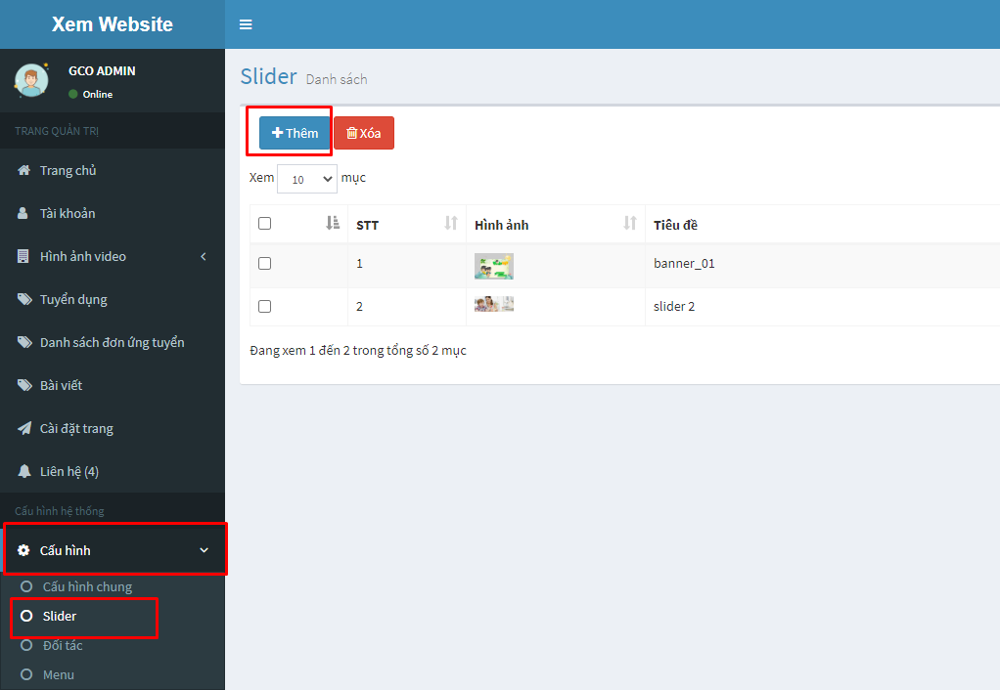 Xem Website
GCO ADMIN
Online
TRANG QUẢN TRỊ
Trang chủ
Tài khoản
Hình ảnh video
Tuyển dụng
Danh sách đơn ứng tuyển
Bài viết
Cài đặt trang
Liên hệ (4)
Cấu hình hệ thống
Cấu hình
Cấu hình chung
Slider
Đối tác
Menu
Slider Danh sách
Thêm Xóa
Xem 10 mục
STT Hình ảnh Tiêu đề
1 banner_01
2 slider 2
Đang xem 1 đến 2 trong tổng số 2 mục